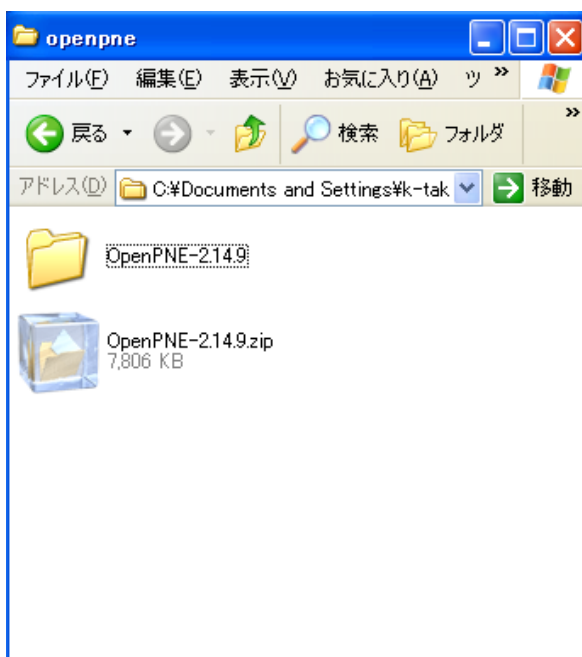 openpne
ファイル(F) 編集(E) 表示(V) お気に入り(A) ツ »
戻る 検索 フォルダ »
アドレス(D) C:¥Documents and Settings¥k-tak 移動
OpenPNE-2.14.9
OpenPNE-2.14.9.zip
7,806 KB